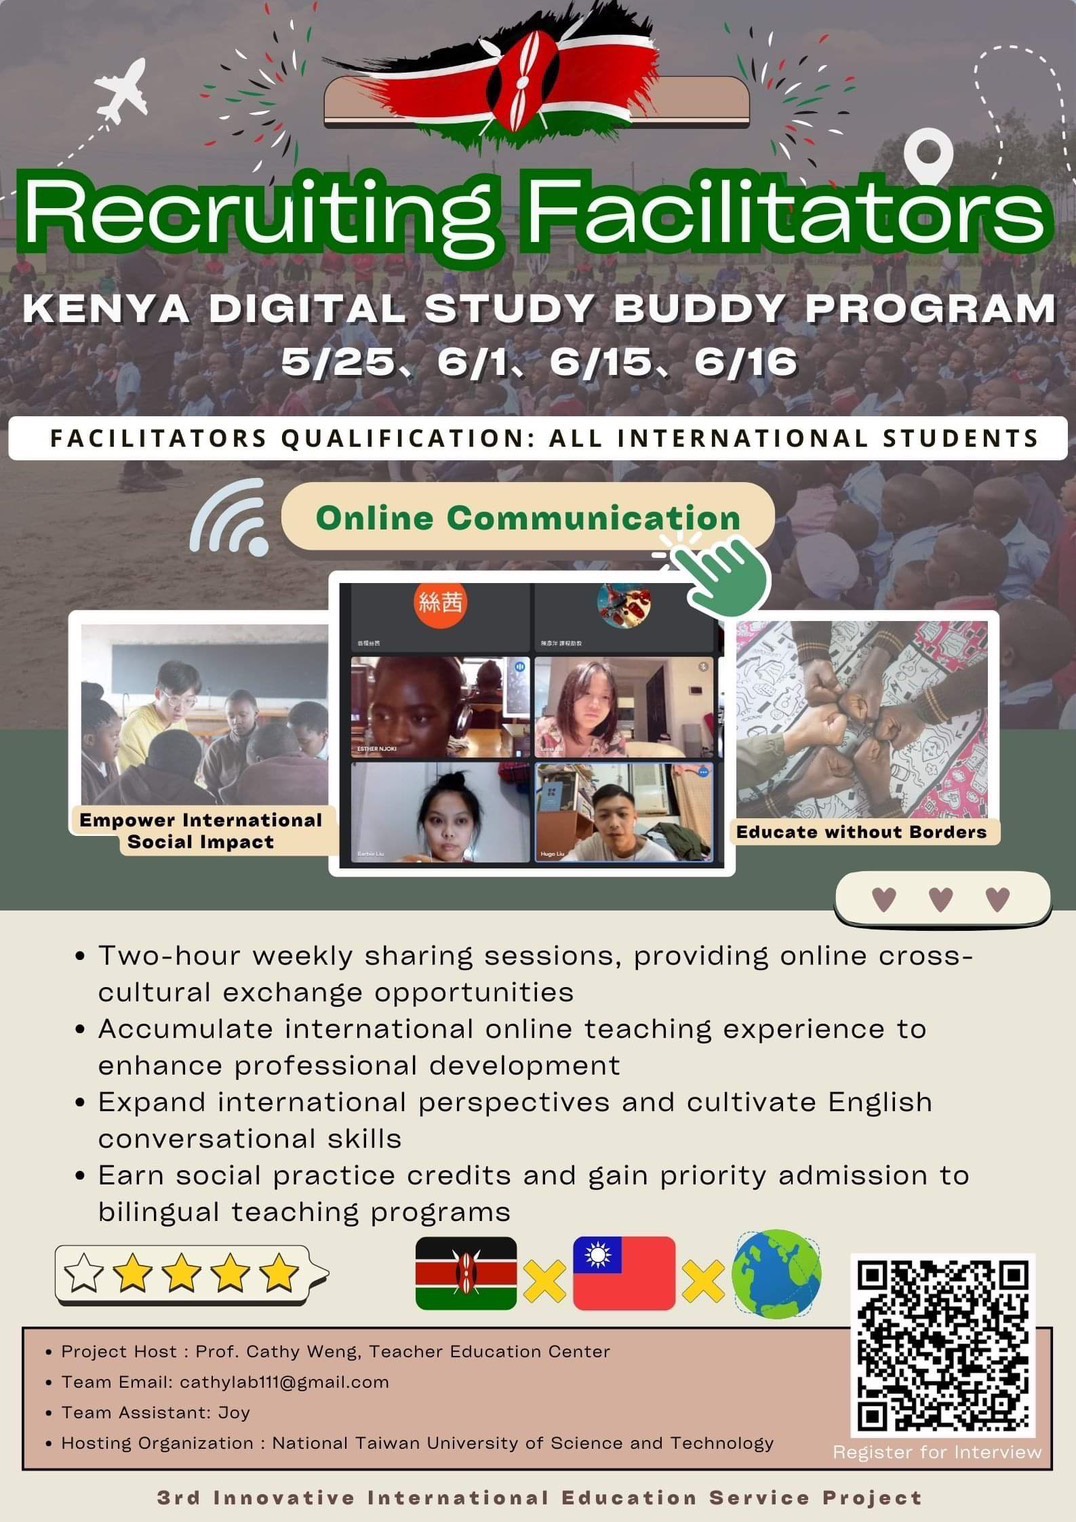 Recruiting Facilitators
KENYA DIGITAL STUDY BUDDY PROGRAM
5/25、6/1、6/15、6/16
FACILITATORS QUALIFICATION: ALL INTERNATIONAL STUDENTS
Online Communication
絲茜
ESTHER NJOKI
Hugo Liu
Empower International
Social Impact
Educate without Borders
• Two-hour weekly sharing sessions, providing online cross-
cultural exchange opportunities
• Accumulate international online teaching experience to
enhance professional development
• Expand international perspectives and cultivate English
conversational skills
• Earn social practice credits and gain priority admission to
bilingual teaching programs
• Project Host : Prof. Cathy Weng, Teacher Education Center
• Team Email: cathylab111@gmail.com
• Team Assistant: Joy
• Hosting Organization : National Taiwan University of Science and Technology
Register for Interview
3rd Innovative International Education Service Project